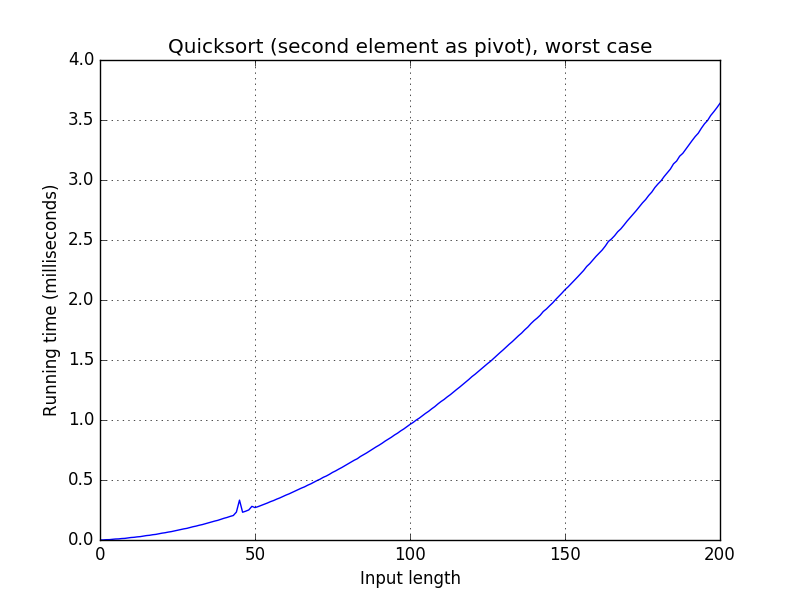 Quicksort (second element as pivot), worst case
4.0
3.5
3.0
2.5
2.0
1.5
1.0
0.5
0.0
Running time (milliseconds)
0 50 100 150 200
Input length